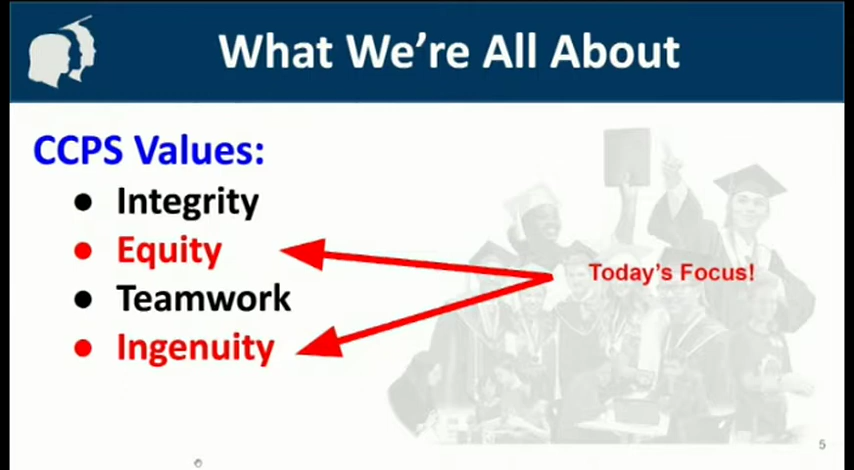 What We're All About
CCPS Values:
● Integrity
● Equity
Today's Focus!
● Teamwork
● Ingenuity
5